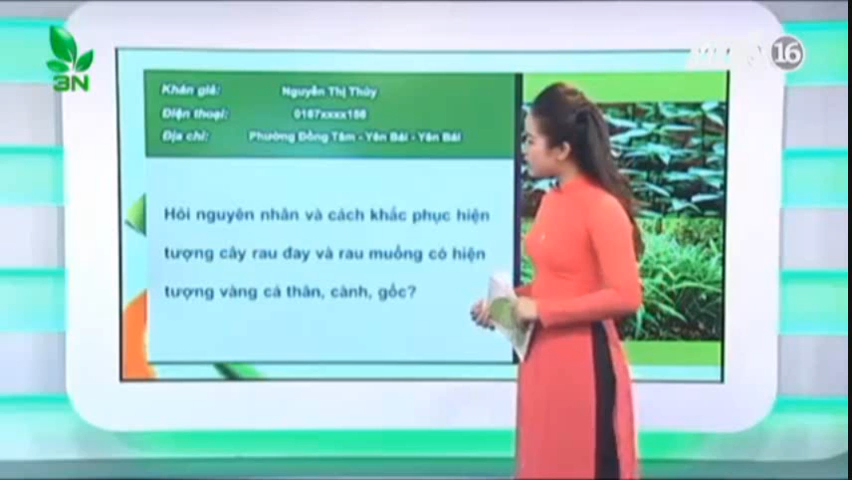 3N
16
Khán giả: Nguyễn Thị Thủy
Điện thoại: 0167xxxx188
Địa chỉ: Phường Đồng Tâm - Yên Bái - Yên Bái
Hỏi nguyên nhân và cách khắc phục hiện
tượng cây rau đay và rau muống có hiện
tượng vàng cả thân, cành, gốc?